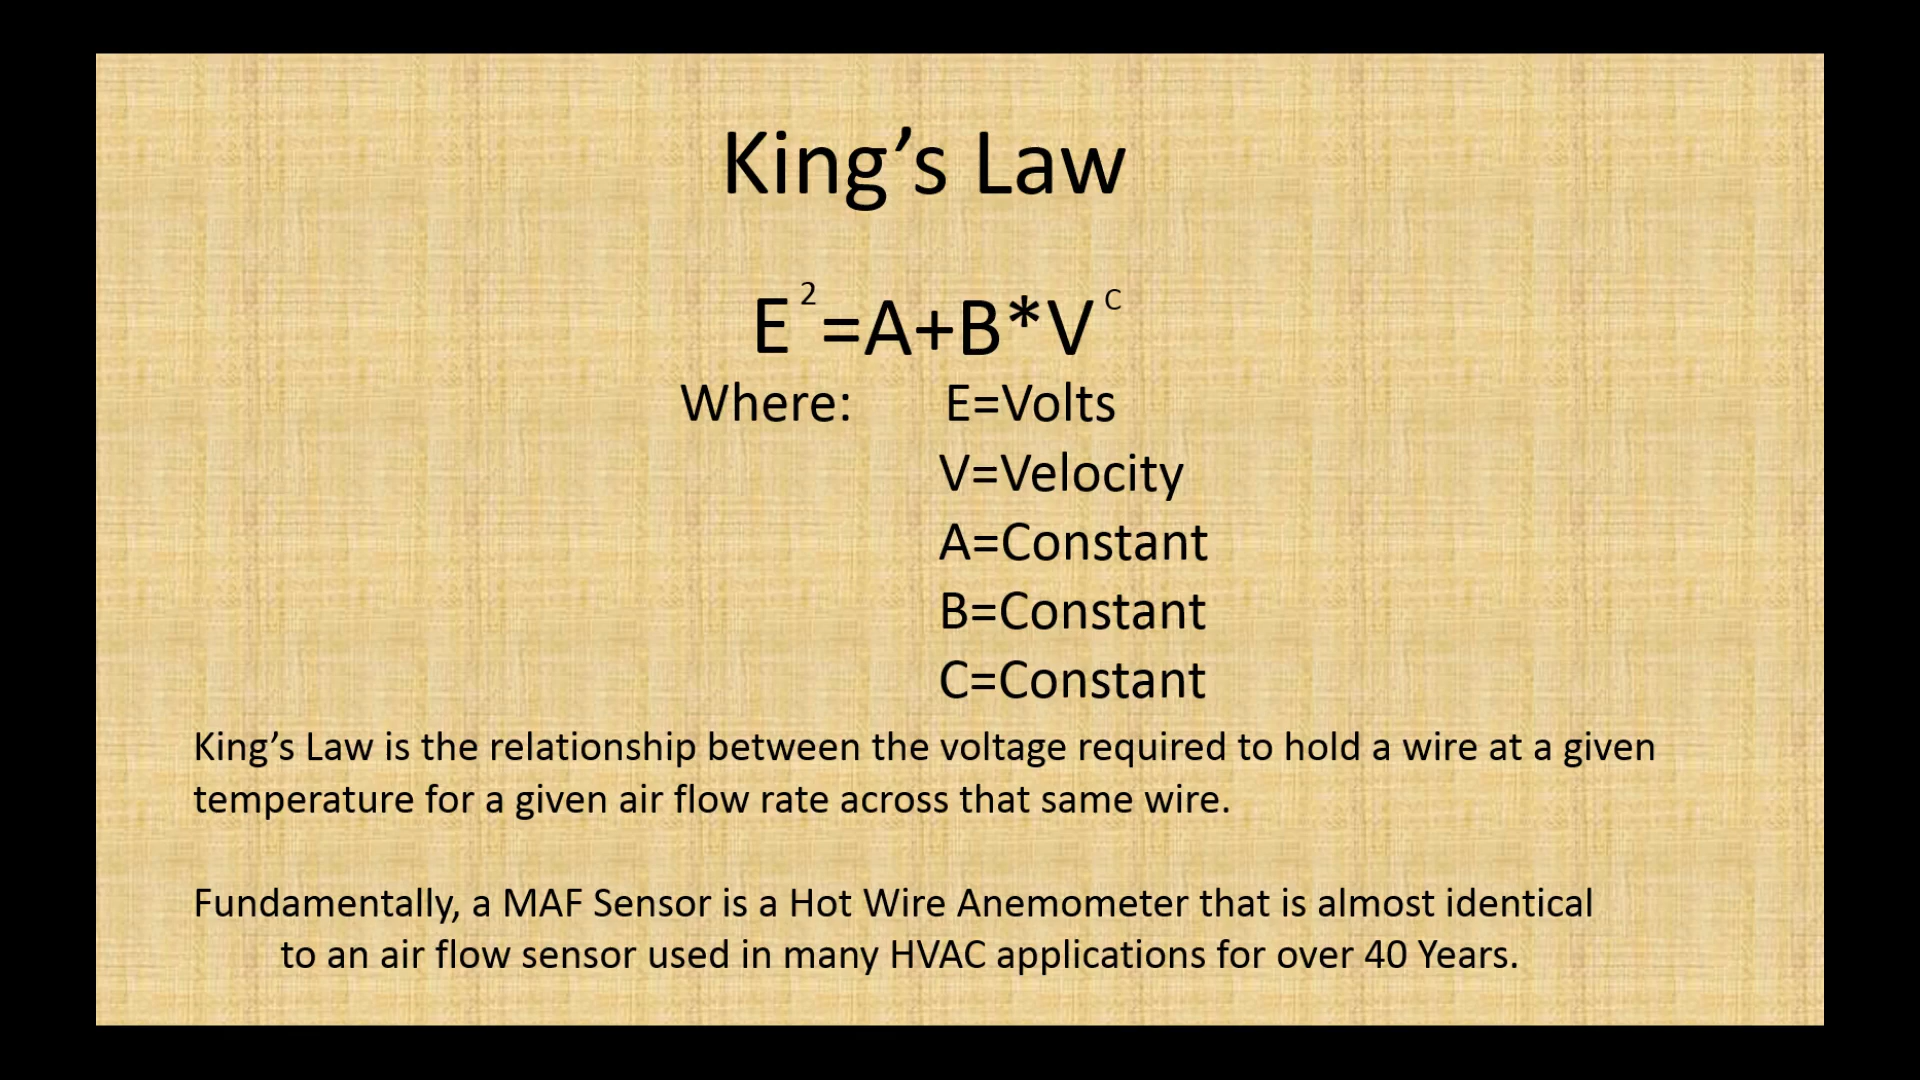 King’s Law
E²=A+B*Vᶜ
Where: E=Volts
V=Velocity
A=Constant
B=Constant
C=Constant
King’s Law is the relationship between the voltage required to hold a wire at a given
temperature for a given air flow rate across that same wire.
Fundamentally, a MAF Sensor is a Hot Wire Anemometer that is almost identical
to an air flow sensor used in many HVAC applications for over 40 Years.